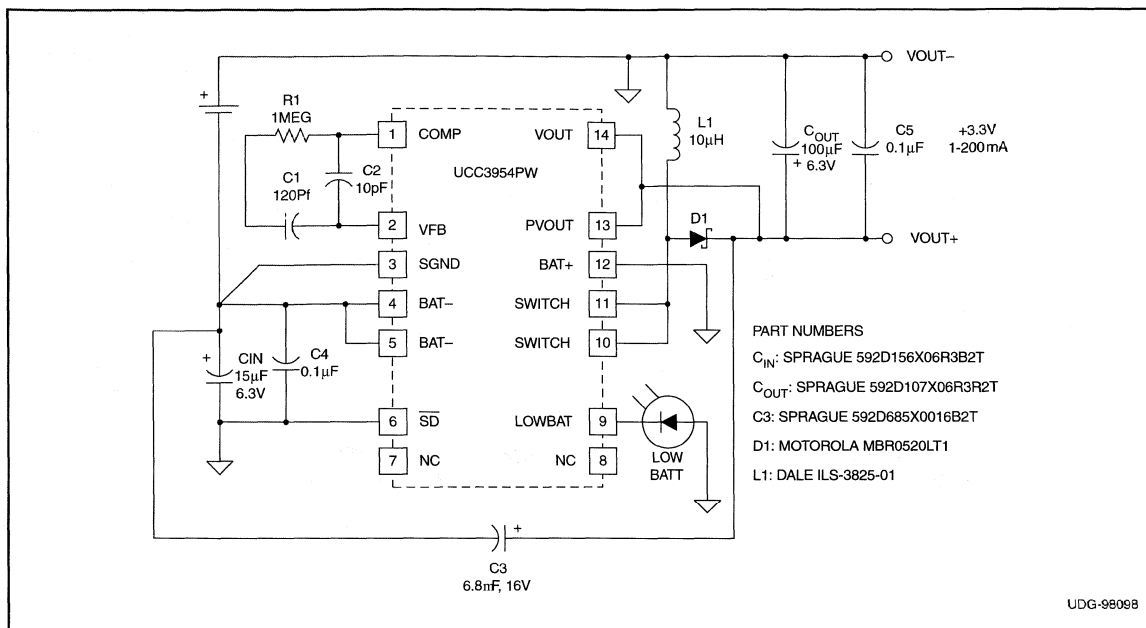 VOUT–
+
R1
1MEG
1
COMP
VOUT
14
L1
10µH
COUT
100µF
+ 6.3V
C5
0.1µF
+3.3V
1-200mA
UCC3954PW
C2
10pF
C1
120Pf
2
VFB
PVOUT
13
D1
VOUT+
3
SGND
BAT+
12
4
BAT–
SWITCH
11
5
BAT–
SWITCH
10
+
CIN
15µF
6.3V
C4
0.1µF
6
SD
LOWBAT
9
LOW
BATT
7
NC
NC
8
PART NUMBERS
CIN: SPRAGUE 592D156X06R3B2T
COUT: SPRAGUE 592D107X06R3R2T
C3: SPRAGUE 592D685X0016B2T
D1: MOTOROLA MBR0520LT1
L1: DALE ILS-3825-01
+
C3
6.8mF, 16V
UDG-98098